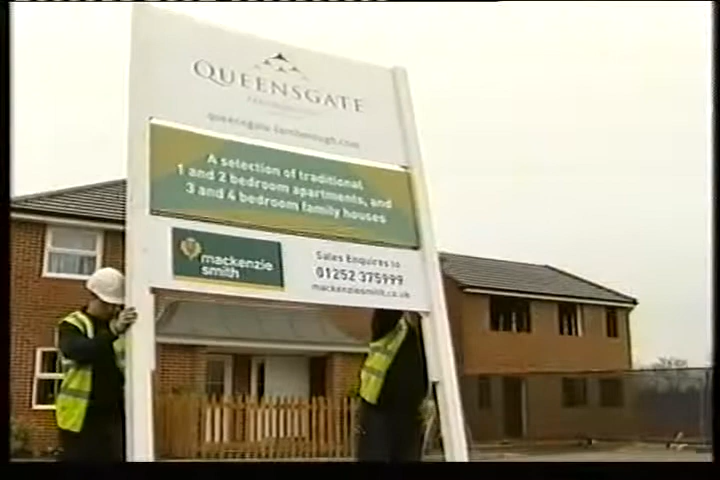 QUEENSGATE
FARNBOROUGH
queensgate-farnborough.com
A selection of traditional
1 and 2 bedroom apartments, and
3 and 4 bedroom family houses
mackenzie
smith
Sales Enquires to
01252 375999
mackenziesmith.co.uk